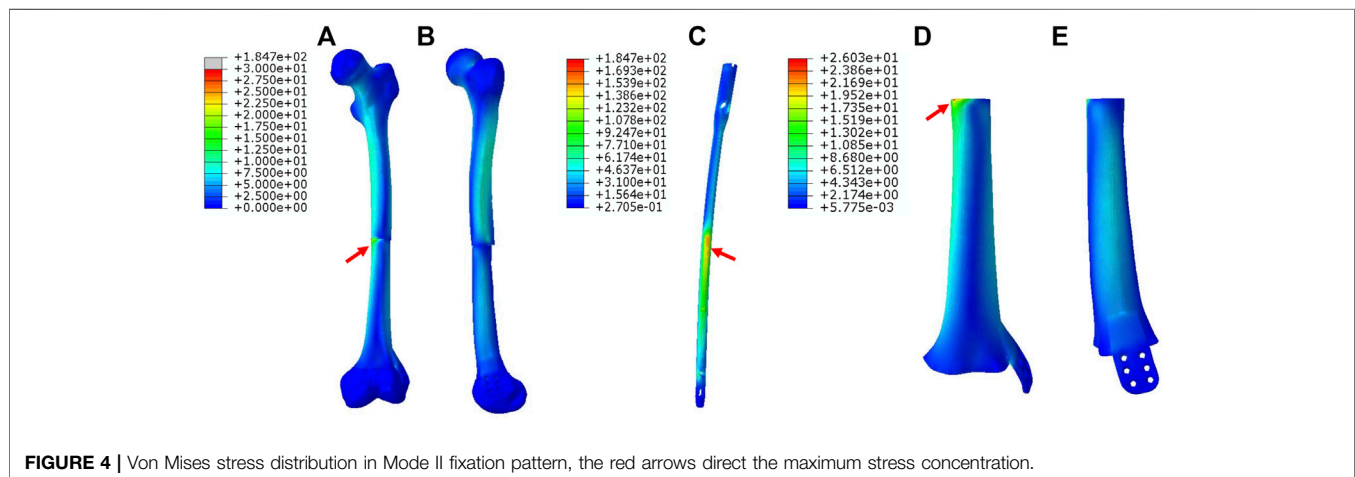 A
B
C
D
E
+1.847e+02
+3.000e+01
+2.750e+01
+2.500e+01
+2.250e+01
+2.000e+01
+1.750e+01
+1.500e+01
+1.250e+01
+1.000e+01
+7.500e+00
+5.000e+00
+2.500e+00
+0.000e+00
+1.847e+02
+1.693e+02
+1.539e+02
+1.386e+02
+1.232e+02
+1.078e+02
+9.247e+01
+7.710e+01
+6.174e+01
+4.637e+01
+3.100e+01
+1.564e+01
+2.705e-01
+2.603e+01
+2.386e+01
+2.169e+01
+1.952e+01
+1.735e+01
+1.519e+01
+1.302e+01
+1.085e+01
+8.680e+00
+6.512e+00
+4.343e+00
+2.174e+00
+5.775e-03
FIGURE 4 | Von Mises stress distribution in Mode II fixation pattern, the red arrows direct the maximum stress concentration.